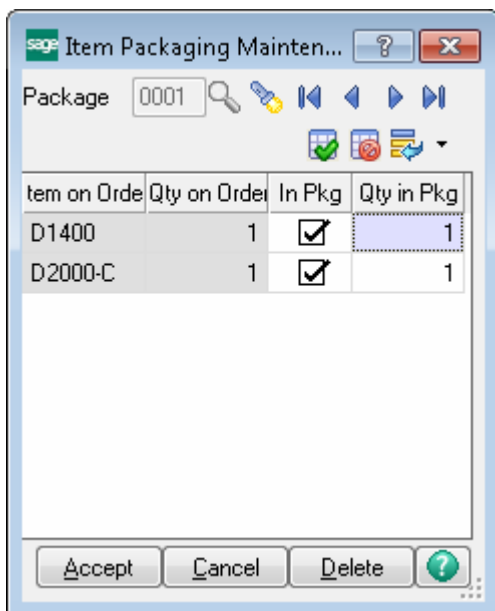 sage Item Packaging Mainten...
Package 0001
tem on Orde Qty on Order In Pkg Qty in Pkg
D1400 1 1
D2000-C 1 1
Accept Cancel Delete